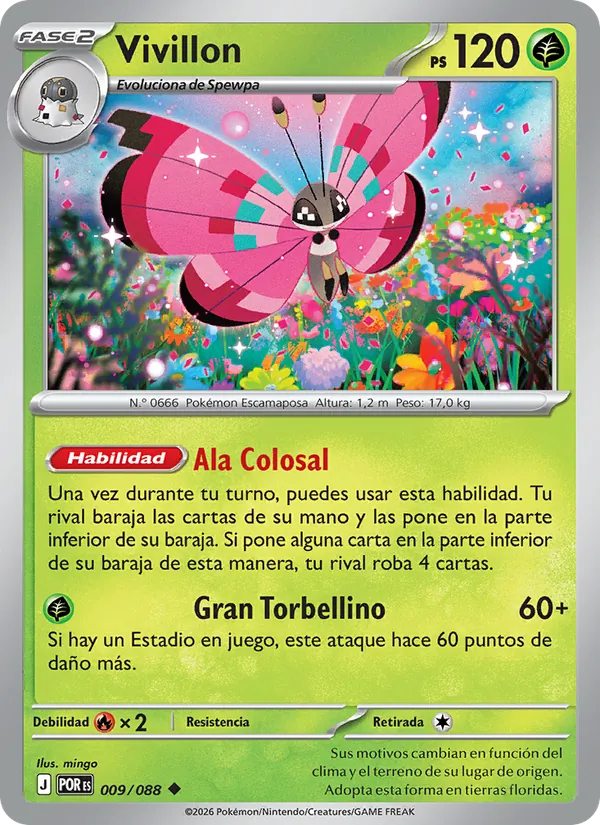 FASE 2
Vivillon
PS 120
Evoluciona de Spewpa
N.º 0666 Pokémon Escamaposa Altura: 1,2 m Peso: 17,0 kg
Habilidad Ala Colosal
Una vez durante tu turno, puedes usar esta habilidad. Tu
rival baraja las cartas de su mano y las pone en la parte
inferior de su baraja. Si pone alguna carta en la parte inferior
de su baraja de esta manera, tu rival roba 4 cartas.
Gran Torbellino 60+
Si hay un Estadio en juego, este ataque hace 60 puntos de
daño más.
Debilidad × 2 Resistencia Retirada
Ilus. mingo
J POR ES 009/088
Sus motivos cambian en función del
clima y el terreno de su lugar de origen.
Adopta esta forma en tierras floridas.
©2026 Pokémon/Nintendo/Creatures/GAME FREAK